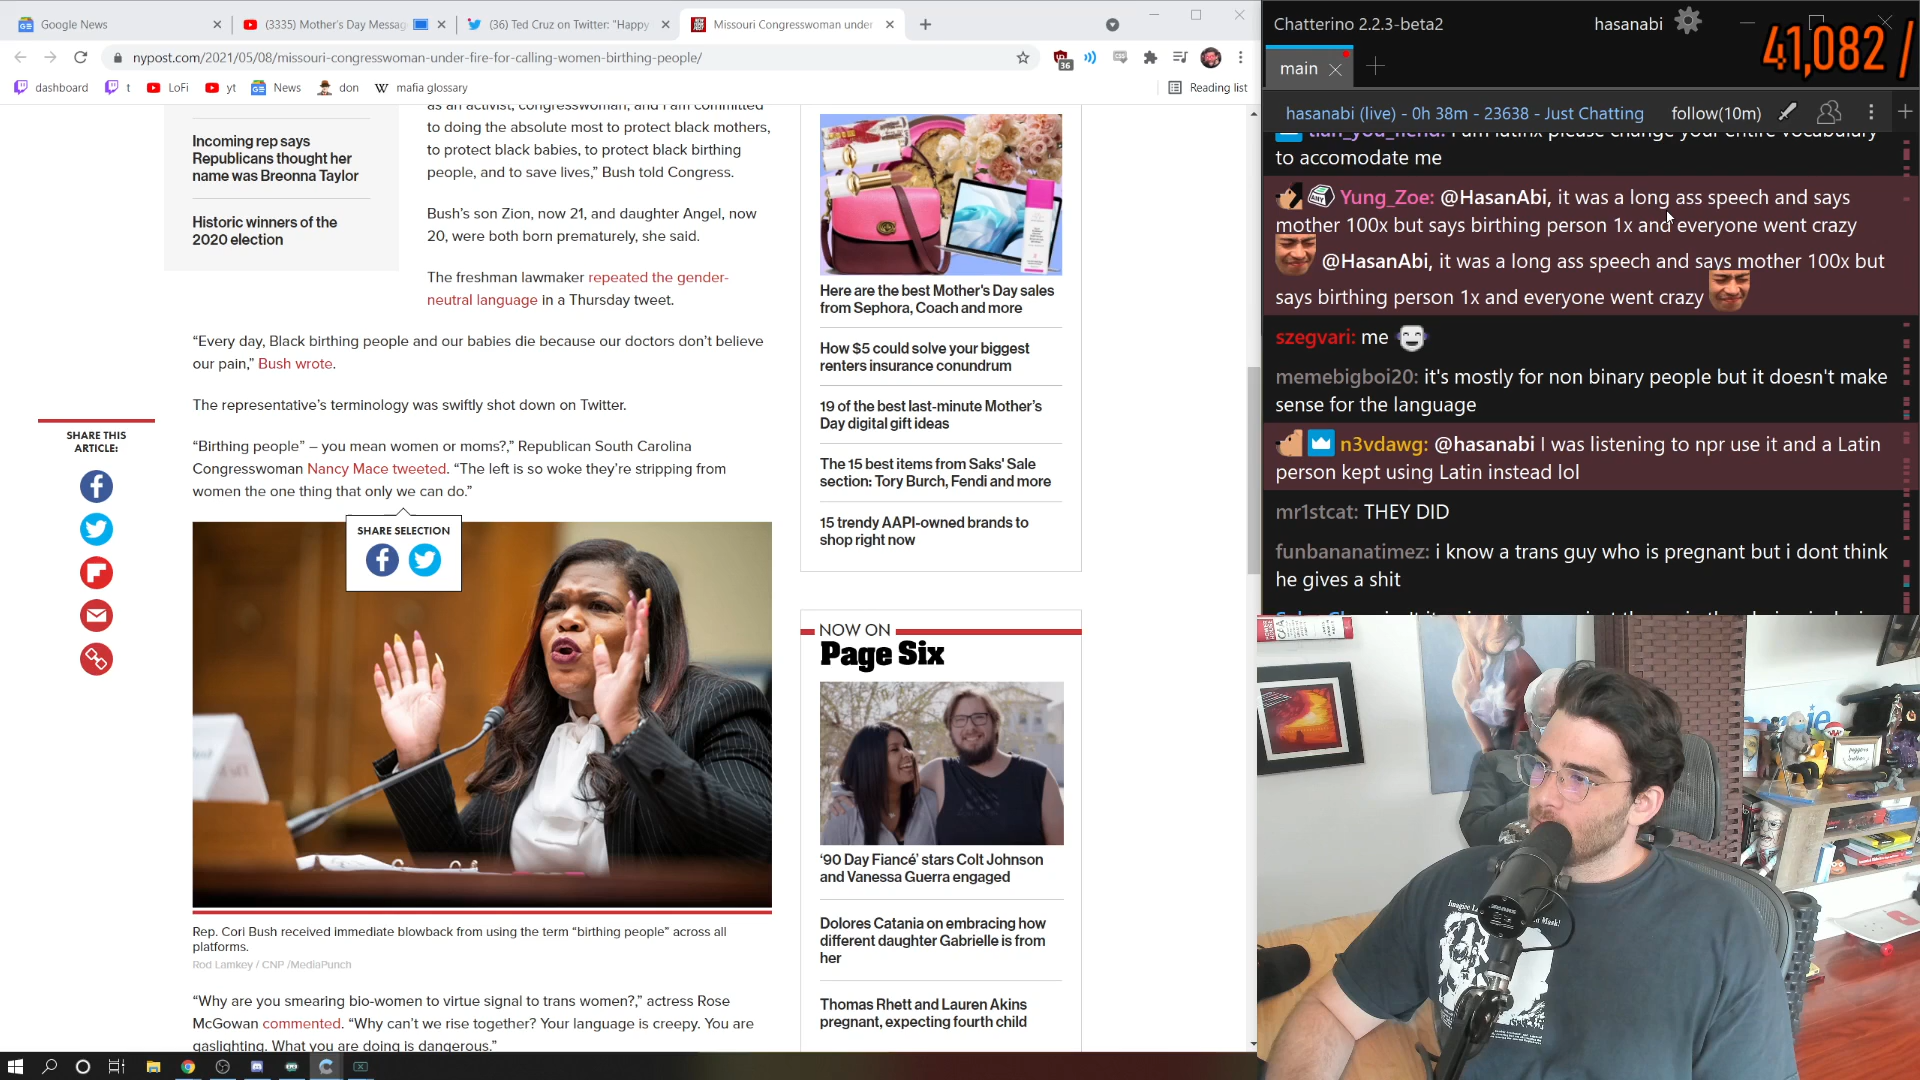 Google News
(3335) Mother's Day Messag
(36) Ted Cruz on Twitter: "Happy
Missouri Congresswoman under
nypost.com/2021/05/08/missouri-congresswoman-under-fire-for-calling-women-birthing-people/
36
dashboard
t
LoFi
yt
News
don
mafia glossary
Reading list
Incoming rep says
Republicans thought her
name was Breonna Taylor
Historic winners of the
2020 election
SHARE THIS
ARTICLE:
as an activist, congresswoman, and I am committed
to doing the absolute most to protect black mothers,
to protect black babies, to protect black birthing
people, and to save lives," Bush told Congress.
Bush's son Zion, now 21, and daughter Angel, now
20, were both born prematurely, she said.
The freshman lawmaker repeated the gender-
neutral language in a Thursday tweet.
"Every day, Black birthing people and our babies die because our doctors don't believe
our pain," Bush wrote.
The representative's terminology was swiftly shot down on Twitter.
"Birthing people" – you mean women or moms?," Republican South Carolina
Congresswoman Nancy Mace tweeted. "The left is so woke they're stripping from
women the one thing that only we can do."
SHARE SELECTION
Rep. Cori Bush received immediate blowback from using the term "birthing people" across all
platforms.
Rod Lamkey / CNP /MediaPunch
"Why are you smearing bio-women to virtue signal to trans women?," actress Rose
McGowan commented. "Why can't we rise together? Your language is creepy. You are
gaslighting. What you are doing is dangerous."
Here are the best Mother's Day sales
from Sephora, Coach and more
How $5 could solve your biggest
renters insurance conundrum
19 of the best last-minute Mother's
Day digital gift ideas
The 15 best items from Saks' Sale
section: Tory Burch, Fendi and more
15 trendy AAPI-owned brands to
shop right now
NOW ON
Page Six
'90 Day Fiancé' stars Colt Johnson
and Vanessa Guerra engaged
Dolores Catania on embracing how
different daughter Gabrielle is from
her
Thomas Rhett and Lauren Akins
pregnant, expecting fourth child
Chatterino 2.2.3-beta2
hasanabi
41,082 /
main
hasanabi (live) - 0h 38m - 23638 - Just Chatting
follow(10m)
I am latinx please change your entire vocabulary
to accomodate me
Yung_Zoe: @HasanAbi, it was a long ass speech and says
mother 100x but says birthing person 1x and everyone went crazy
@HasanAbi, it was a long ass speech and says mother 100x but
says birthing person 1x and everyone went crazy
szegvari: me
memebigboi20: it's mostly for non binary people but it doesn't make
sense for the language
n3vdawg: @hasanabi I was listening to npr use it and a Latin
person kept using Latin instead lol
mr1stcat: THEY DID
funbananatimez: i know a trans guy who is pregnant but i dont think
he gives a shit